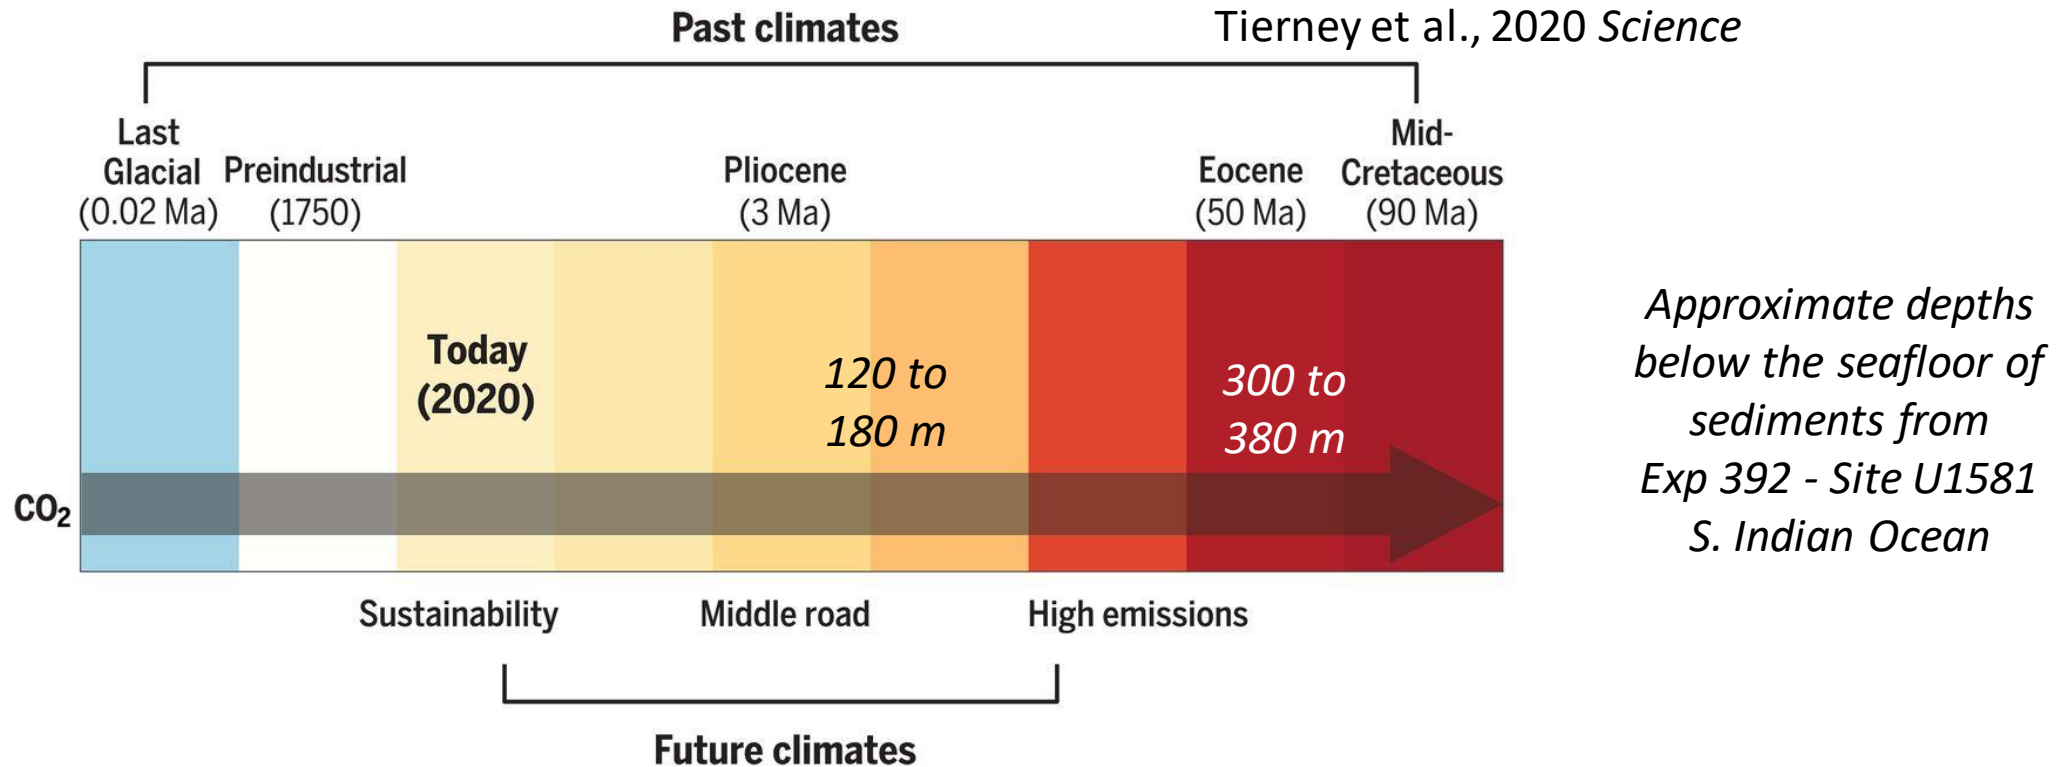 Past climates
Tierney et al., 2020 Science
Last
Glacial
(0.02 Ma)
Preindustrial
(1750)
Pliocene
(3 Ma)
Eocene
(50 Ma)
Mid-
Cretaceous
(90 Ma)
Today
(2020)
120 to
180 m
300 to
380 m
CO₂
Approximate depths
below the seafloor of
sediments from
Exp 392 - Site U1581
S. Indian Ocean
Sustainability
Middle road
High emissions
Future climates